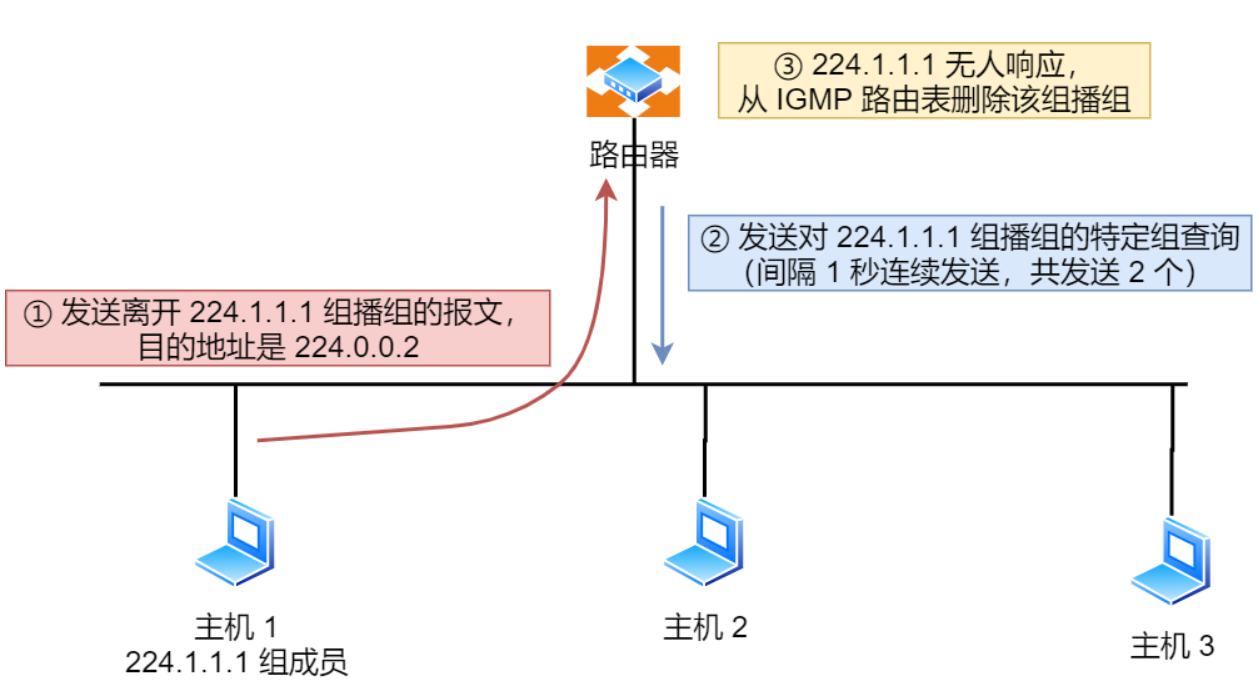 ③ 224.1.1.1 无人响应，
从 IGMP 路由表删除该组播组
路由器
② 发送对 224.1.1.1 组播组的特定组查询
（间隔 1 秒连续发送，共发送 2 个）
① 发送离开 224.1.1.1 组播组的报文，
目的地址是 224.0.0.2
主机 1
224.1.1.1 组成员
主机 2
主机 3